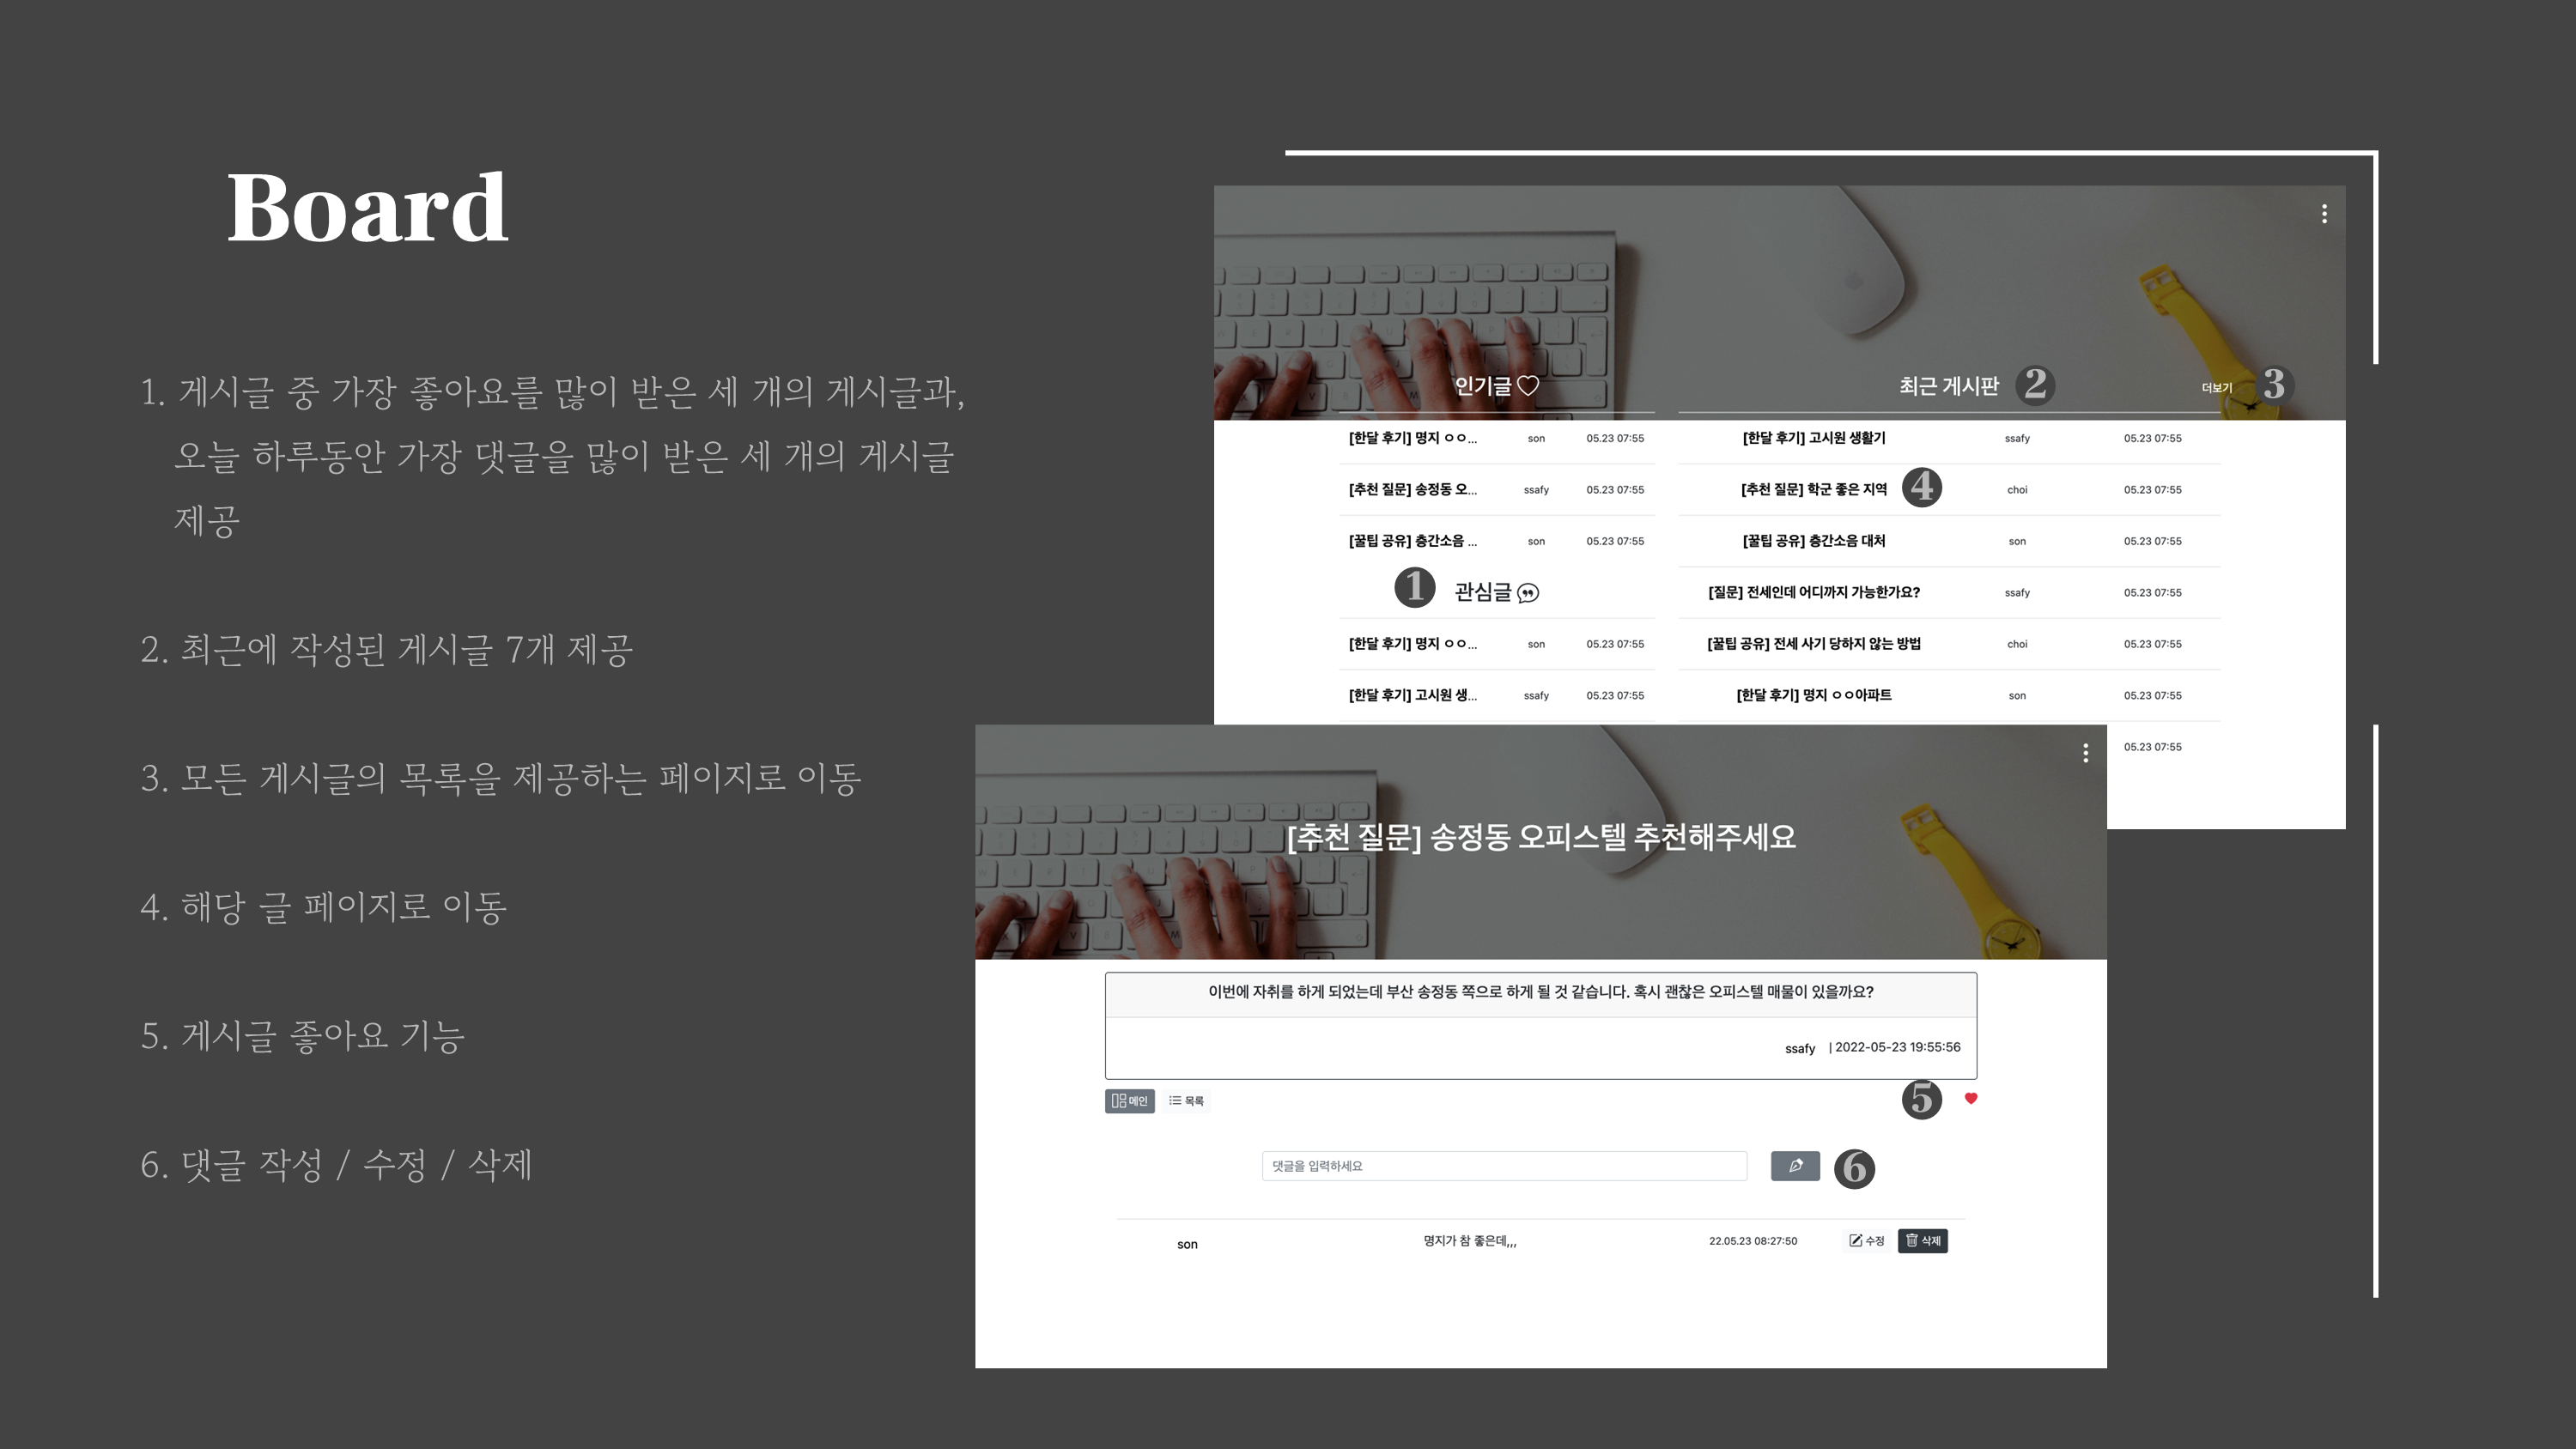 Board
1. 게시글 중 가장 좋아요를 많이 받은 세 개의 게시글과,
오늘 하루동안 가장 댓글을 많이 받은 세 개의 게시글
제공
2. 최근에 작성된 게시글 7개 제공
3. 모든 게시글의 목록을 제공하는 페이지로 이동
4. 해당 글 페이지로 이동
5. 게시글 좋아요 기능
6. 댓글 작성 / 수정 / 삭제
인기글
[한달 후기] 명지 ㅇㅇ... son 05.23 07:55
[추천 질문] 송정동 오... ssafy 05.23 07:55
[꿀팁 공유] 층간소음 ... son 05.23 07:55
1 관심글
[한달 후기] 명지 ㅇㅇ... son 05.23 07:55
[한달 후기] 고시원 생... ssafy 05.23 07:55
최근 게시판 2 더보기 3
[한달 후기] 고시원 생활기 ssafy 05.23 07:55
[추천 질문] 학군 좋은 지역 4 choi 05.23 07:55
[꿀팁 공유] 층간소음 대처 son 05.23 07:55
[질문] 전세인데 어디까지 가능한가요? ssafy 05.23 07:55
[꿀팁 공유] 전세 사기 당하지 않는 방법 choi 05.23 07:55
[한달 후기] 명지 ㅇㅇ아파트 son 05.23 07:55
05.23 07:55
[추천 질문] 송정동 오피스텔 추천해주세요
이번에 자취를 하게 되었는데 부산 송정동 쪽으로 하게 될 것 같습니다. 혹시 괜찮은 오피스텔 매물이 있을까요?
ssafy | 2022-05-23 19:55:56
메인 목록 5
댓글을 입력하세요 6
son 명지가 참 좋은데,,, 22.05.23 08:27:50 수정 삭제